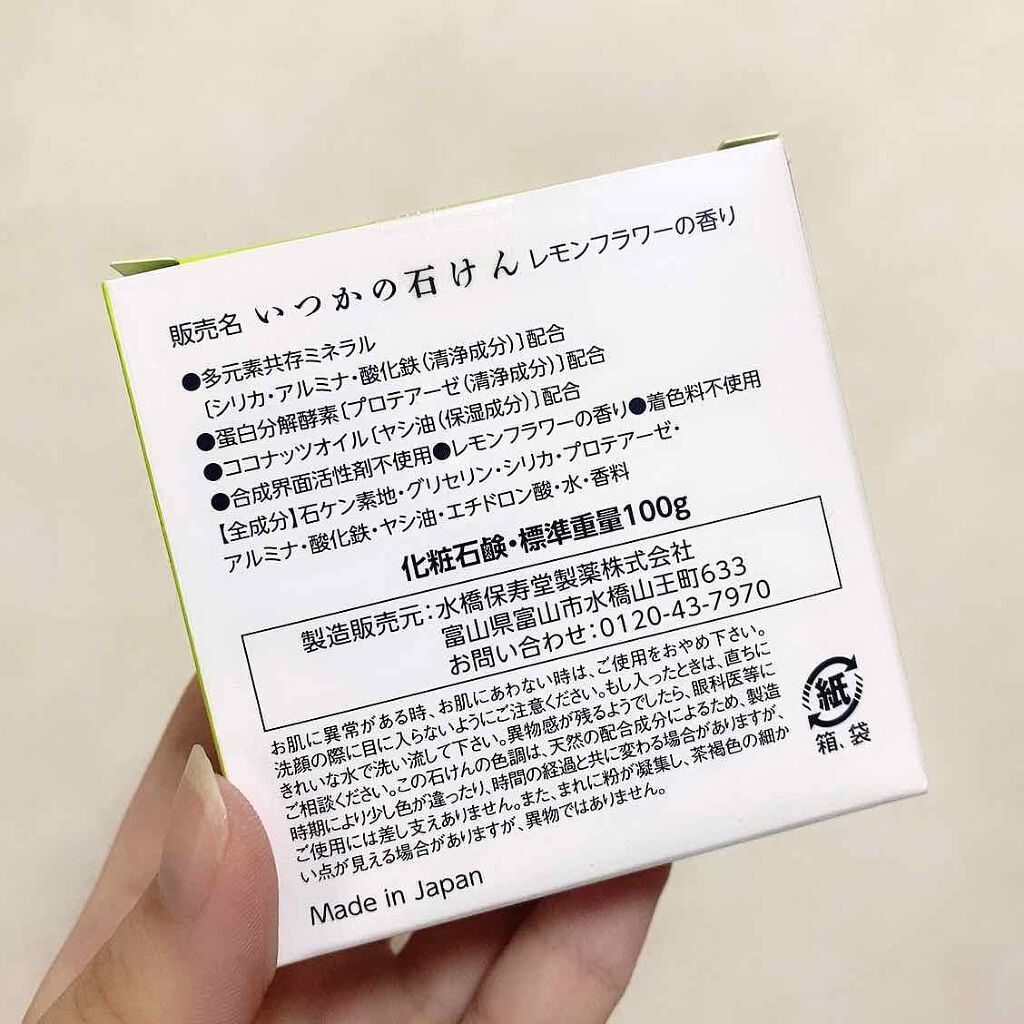 販売名 いつかの石けん レモンフラワーの香り
●多元素共存ミネラル
〔シリカ・アルミナ・酸化鉄(清浄成分)〕配合
●蛋白分解酵素〔プロテアーゼ(清浄成分)〕配合
●ココナッツオイル〔ヤシ油(保湿成分)〕配合
●合成界面活性剤不使用●レモンフラワーの香り●着色料不使用
【全成分】石ケン素地・グリセリン・シリカ・プロテアーゼ・
アルミナ・酸化鉄・ヤシ油・エチドロン酸・水・香料
化粧石鹸・標準重量100g
製造販売元:水橋保寿堂製薬株式会社
富山県富山市水橋山王町633
お問い合わせ:0120-43-7970
お肌に異常がある時、お肌にあわない時は、ご使用をおやめ下さい。
洗顔の際に目に入らないようにご注意ください。もし入ったときは、直ちに
きれいな水で洗い流して下さい。異物感が残るようでしたら、眼科医等に
ご相談ください。この石けんの色調は、天然の配合成分によるため、製造
時期により少し色が違ったり、時間の経過と共に変わる場合がありますが、
ご使用には差し支えありません。また、まれに粉が凝集し、茶褐色の細か
い点が見える場合がありますが、異物ではありません。
紙
箱、袋
Made in Japan